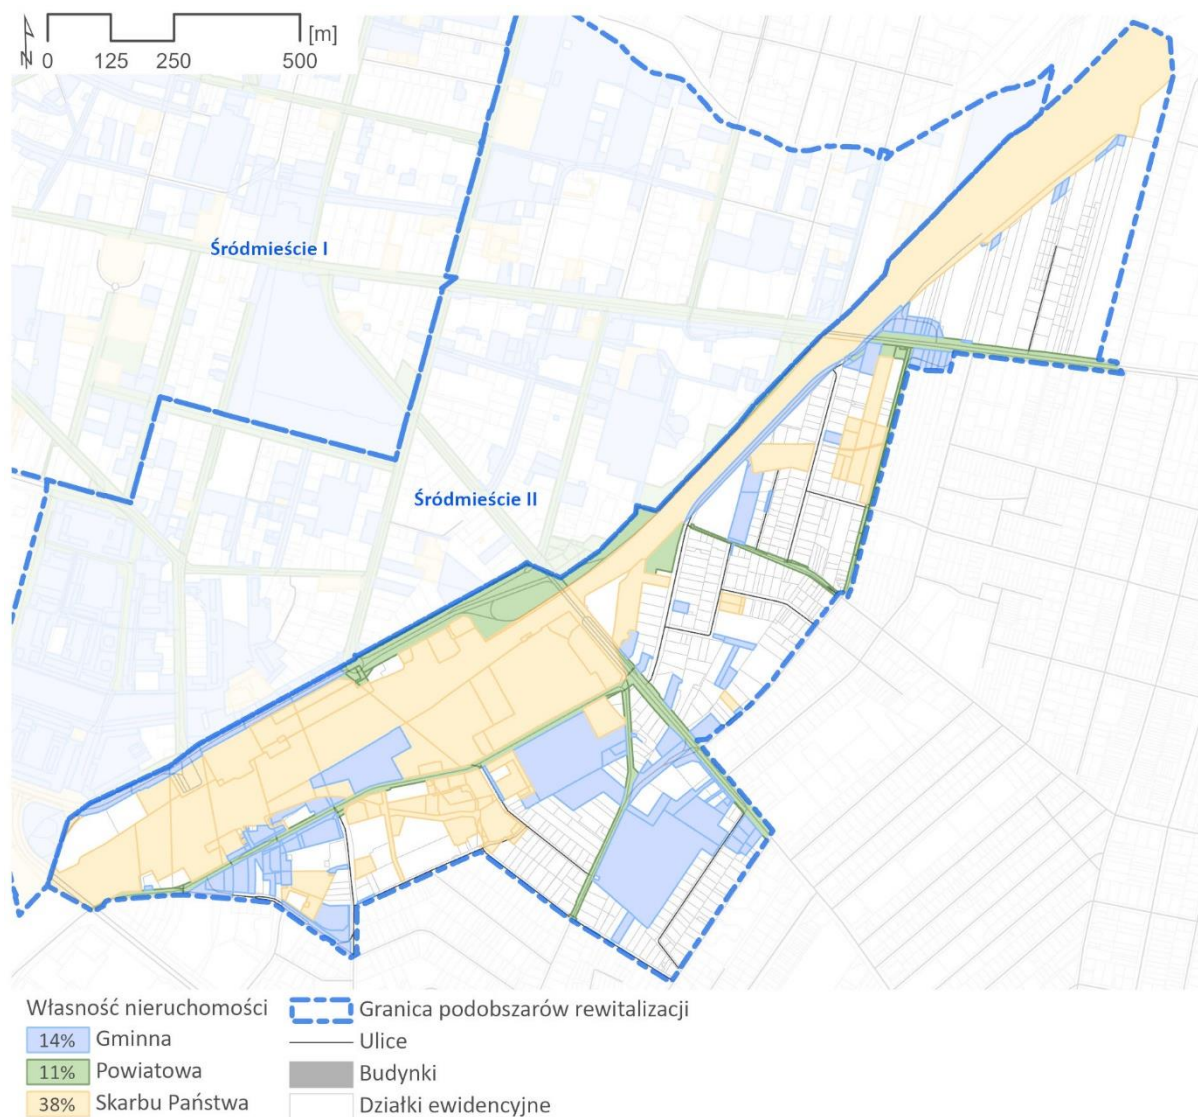 N
[m]
0 125 250 500
Śródmieście I
Śródmieście II
Własność nieruchomości
14% Gminna
11% Powiatowa
38% Skarbu Państwa
Granica podobszarów rewitalizacji
Ulice
Budynki
Działki ewidencyjne